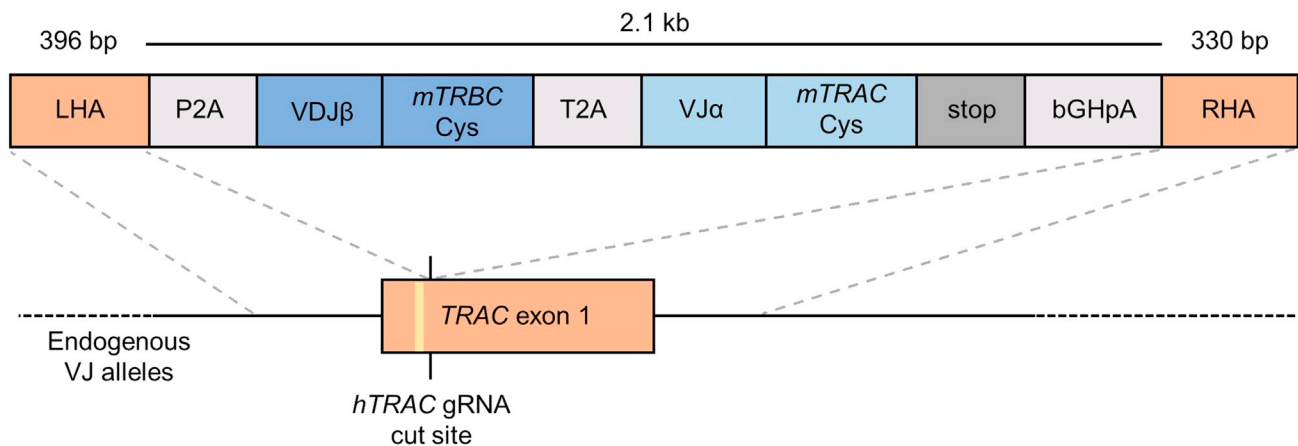 396 bp
2.1 kb
330 bp
LHA
P2A
VDJβ
mTRBC
Cys
T2A
VJα
mTRAC
Cys
stop
bGHpA
RHA
TRAC exon 1
Endogenous
VJ alleles
hTRAC gRNA
cut site